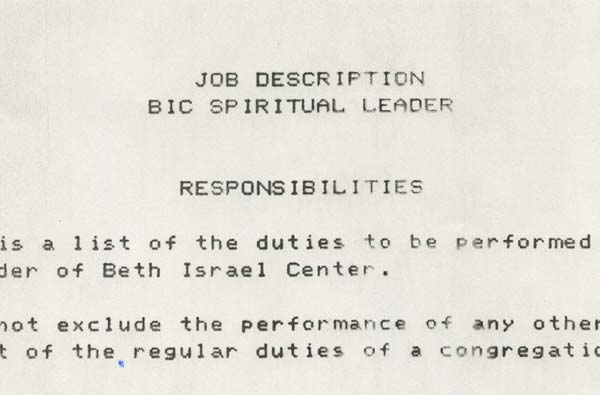 JOB DESCRIPTION
BIC SPIRITUAL LEADER
RESPONSIBILITIES
is a list of the duties to be performed
der of Beth Israel Center.
not exclude the performance of any other
t of the regular duties of a congregatio